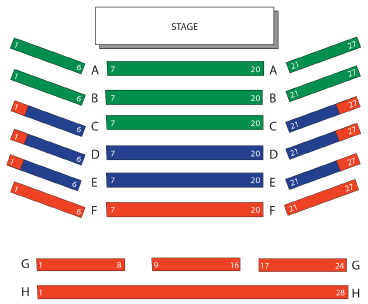 STAGE
1 6 A 7 20 A 21 27
1 6 B 7 20 B 21 27
1 6 C 7 20 C 21 27
1 6 D 7 20 D 21 27
1 6 E 7 20 E 21 27
1 6 F 7 20 F 21 27
G 1 8 9 16 17 24 G
H 1 28 H